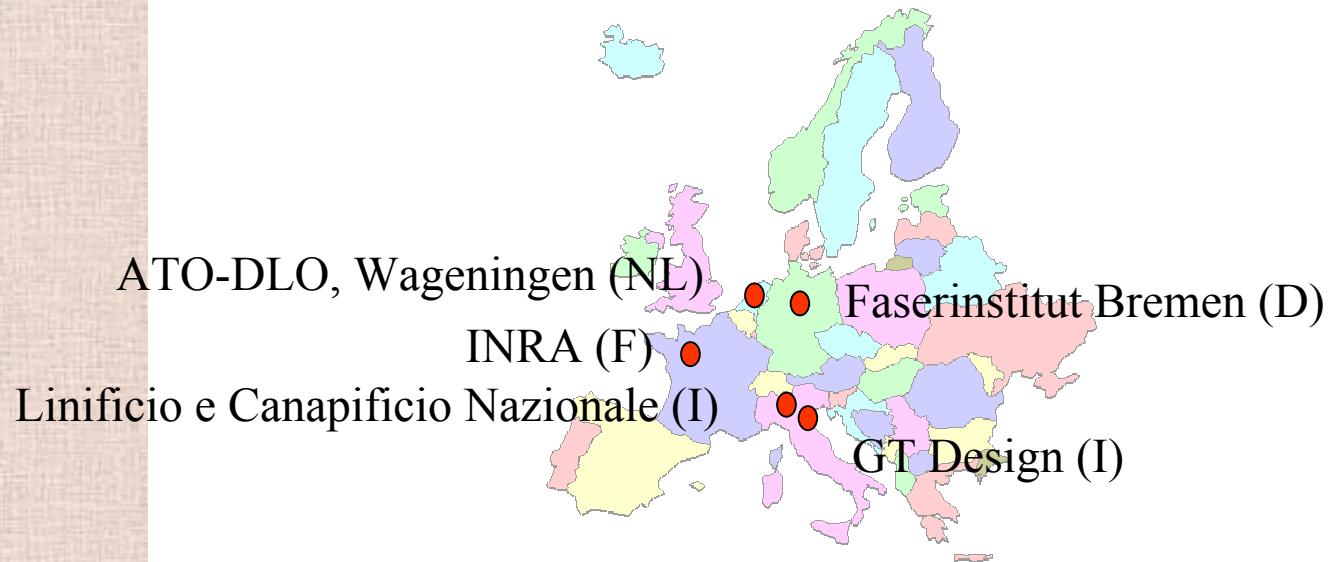 ATO-DLO, Wageningen (NL)
Faserinstitut Bremen (D)
INRA (F)
Linificio e Canapificio Nazionale (I)
GT Design (I)